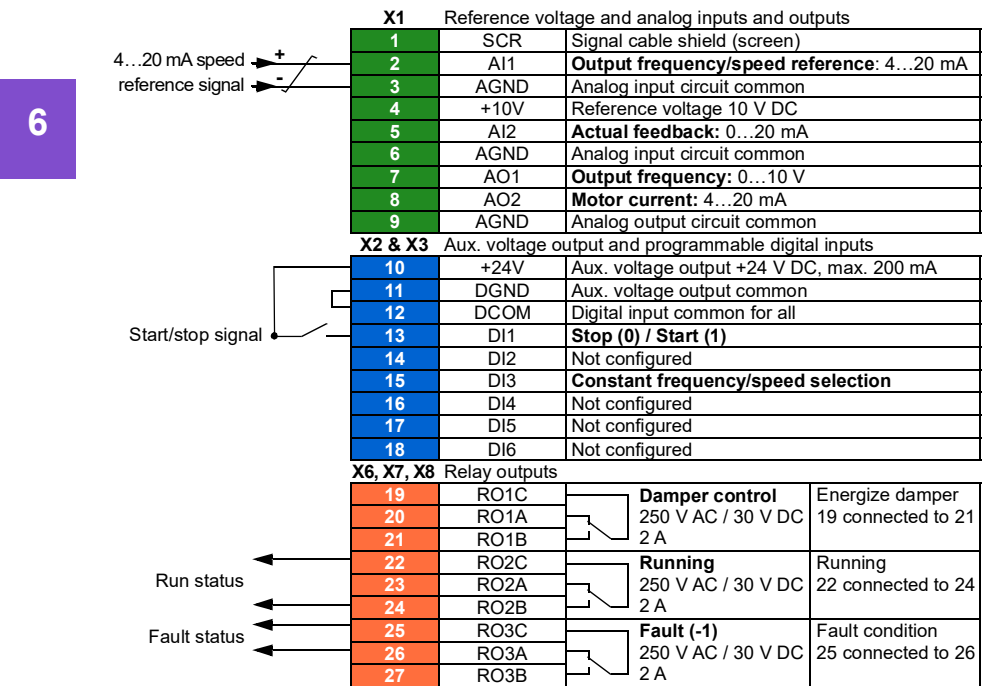 X1 Reference voltage and analog inputs and outputs
1 SCR Signal cable shield (screen)
4…20 mA speed + 2 AI1 Output frequency/speed reference: 4…20 mA
reference signal - 3 AGND Analog input circuit common
6
4 +10V Reference voltage 10 V DC
5 AI2 Actual feedback: 0…20 mA
6 AGND Analog input circuit common
7 AO1 Output frequency: 0…10 V
8 AO2 Motor current: 4…20 mA
9 AGND Analog output circuit common
X2 & X3 Aux. voltage output and programmable digital inputs
10 +24V Aux. voltage output +24 V DC, max. 200 mA
11 DGND Aux. voltage output common
12 DCOM Digital input common for all
Start/stop signal 13 DI1 Stop (0) / Start (1)
14 DI2 Not configured
15 DI3 Constant frequency/speed selection
16 DI4 Not configured
17 DI5 Not configured
18 DI6 Not configured
X6, X7, X8 Relay outputs
19 RO1C Damper control Energize damper
20 RO1A 250 V AC / 30 V DC 19 connected to 21
21 RO1B 2 A
22 RO2C Running Running
Run status 23 RO2A 250 V AC / 30 V DC 22 connected to 24
24 RO2B 2 A
Fault status 25 RO3C Fault (-1) Fault condition
26 RO3A 250 V AC / 30 V DC 25 connected to 26
27 RO3B 2 A